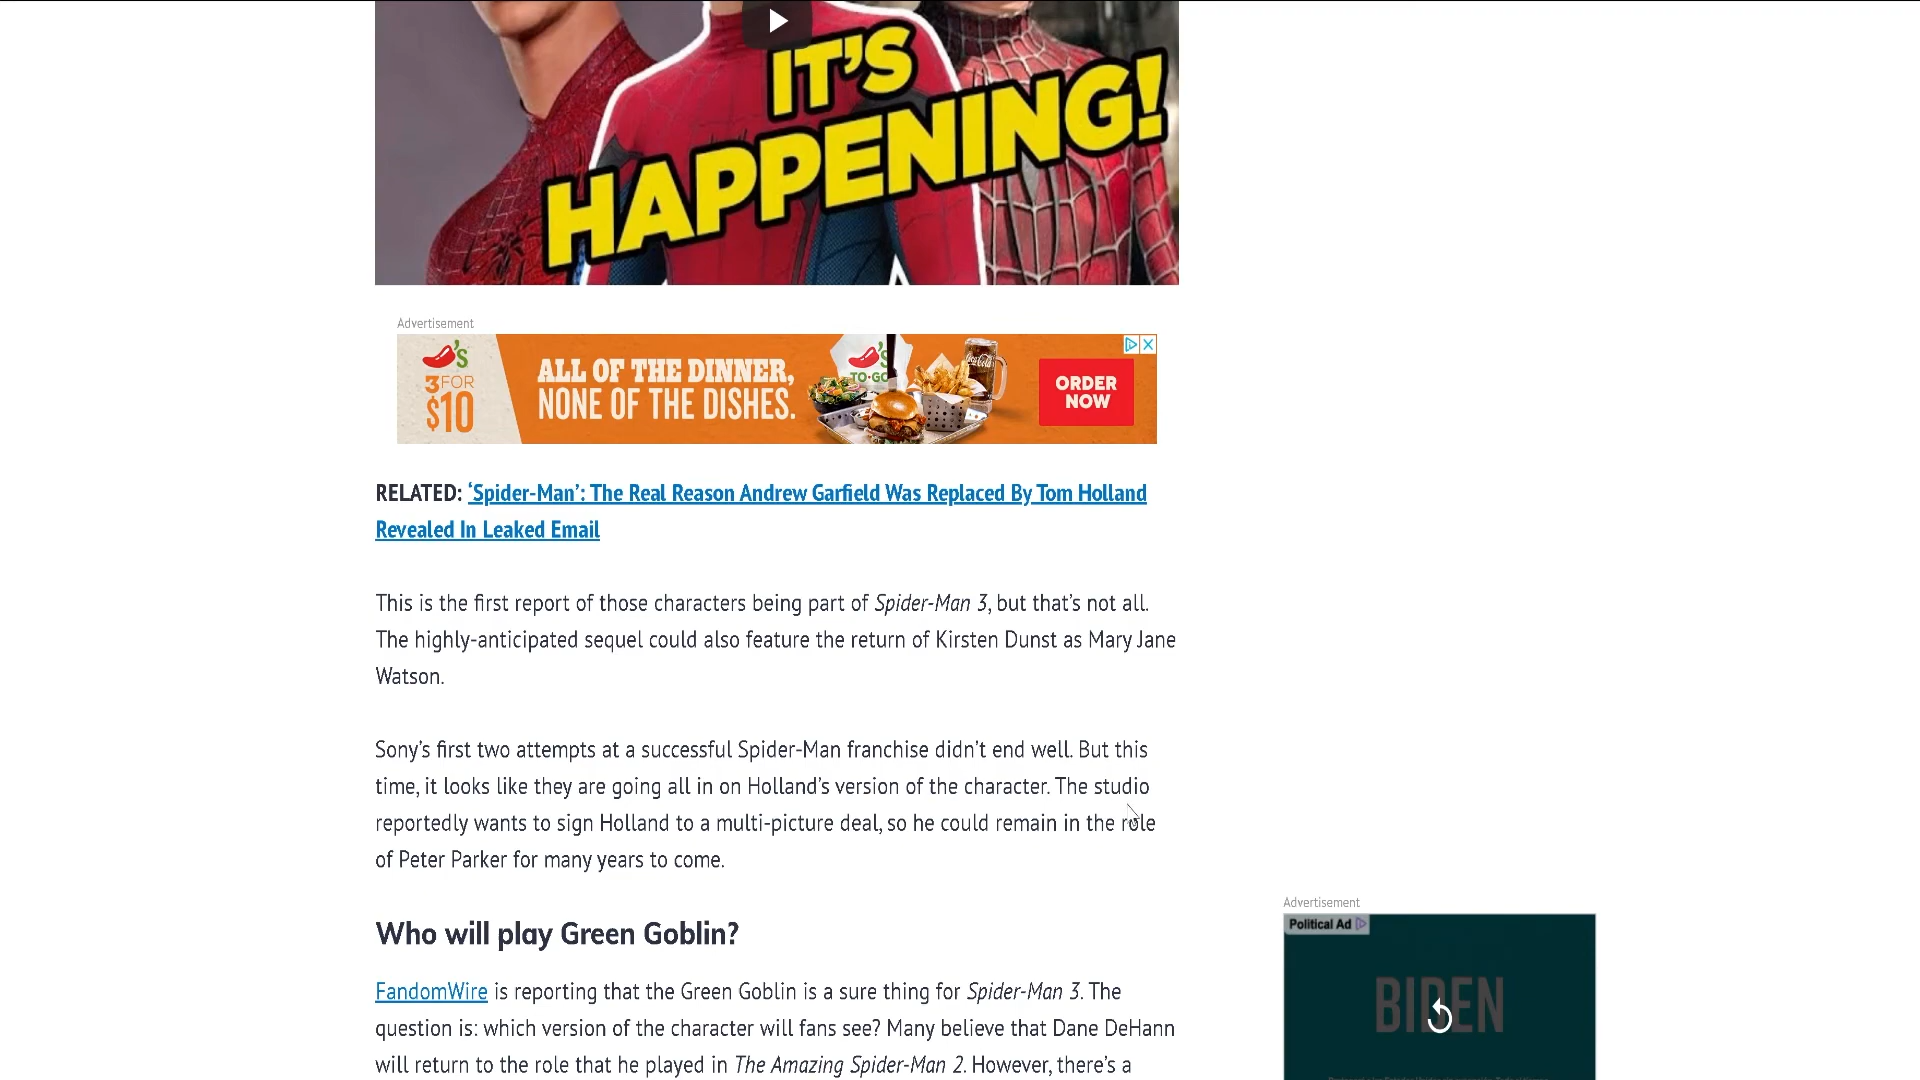 IT'S
HAPPENING!
Advertisement
'S
3 FOR
$10
ALL OF THE DINNER,
NONE OF THE DISHES.
'S
TO-GO
Coca-Cola
ORDER
NOW
RELATED: ‘Spider-Man’: The Real Reason Andrew Garfield Was Replaced By Tom Holland
Revealed In Leaked Email
This is the first report of those characters being part of Spider-Man 3, but that’s not all.
The highly-anticipated sequel could also feature the return of Kirsten Dunst as Mary Jane
Watson.
Sony’s first two attempts at a successful Spider-Man franchise didn’t end well. But this
time, it looks like they are going all in on Holland’s version of the character. The studio
reportedly wants to sign Holland to a multi-picture deal, so he could remain in the role
of Peter Parker for many years to come.
Who will play Green Goblin?
FandomWire is reporting that the Green Goblin is a sure thing for Spider-Man 3. The
question is: which version of the character will fans see? Many believe that Dane DeHann
will return to the role that he played in The Amazing Spider-Man 2. However, there’s a
Advertisement
Political Ad
BIDEN